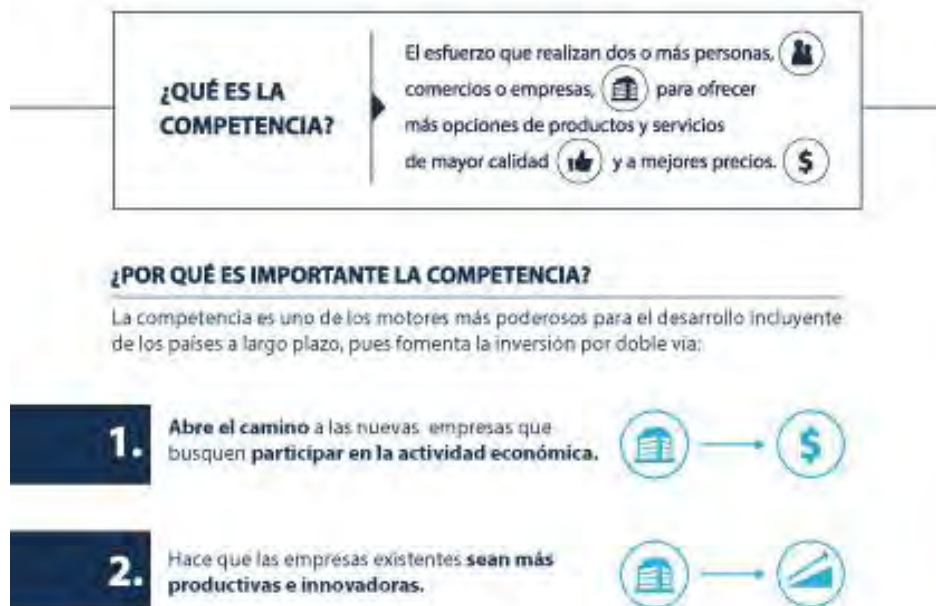 ¿QUÉ ES LA
COMPETENCIA?
El esfuerzo que realizan dos o más personas,
comercios o empresas, para ofrecer
más opciones de productos y servicios
de mayor calidad y a mejores precios. $
¿POR QUÉ ES IMPORTANTE LA COMPETENCIA?
La competencia es uno de los motores más poderosos para el desarrollo incluyente
de los países a largo plazo, pues fomenta la inversión por doble vía:
1.
Abre el camino a las nuevas empresas que
busquen participar en la actividad económica.
$
2.
Hace que las empresas existentes sean más
productivas e innovadoras.